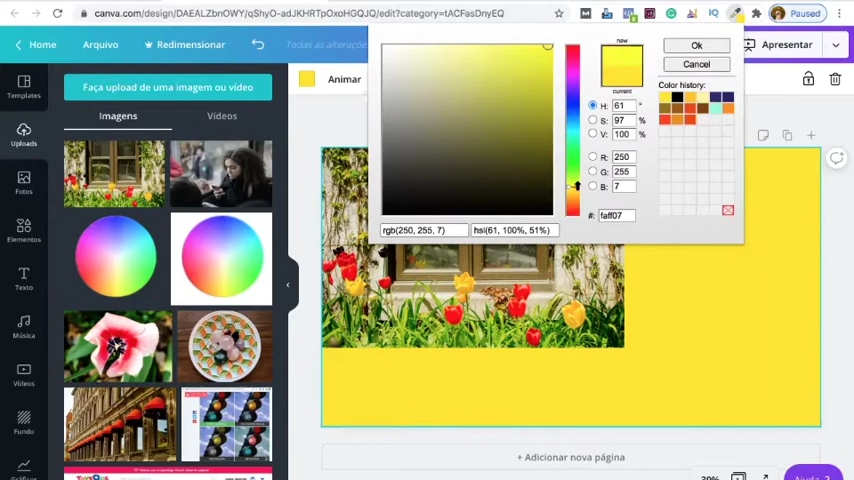 canva.com/design/DAEALZbnOWY/qShyO-adJKHRTpOxoHGQJQ/edit?category=tACFasDnyEQ
Paused
Home
Arquivo
Redimensionar
Todas as alterações
Apresentar
Templates
Uploads
Fotos
Elementos
Texto
Música
Vídeos
Fundo
Gráficos
Faça upload de uma imagem ou vídeo
Imagens
Vídeos
Animar
new
current
Ok
Cancel
Color history:
H: 61 °
S: 97 %
V: 100 %
R: 250
G: 255
B: 7
#: faff07
rgb(250, 255, 7)
hsl(61, 100%, 51%)
+ Adicionar nova página
Ajuda ?